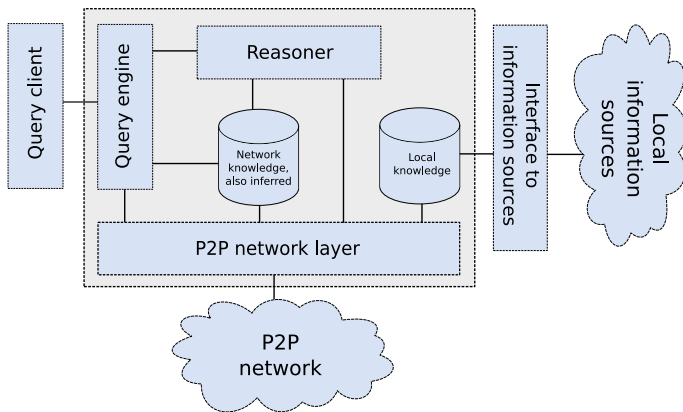 Query client
Query engine
Reasoner
Network
knowledge,
also inferred
Local
knowledge
Interface to
information sources
Local
information
sources
P2P network layer
P2P
network